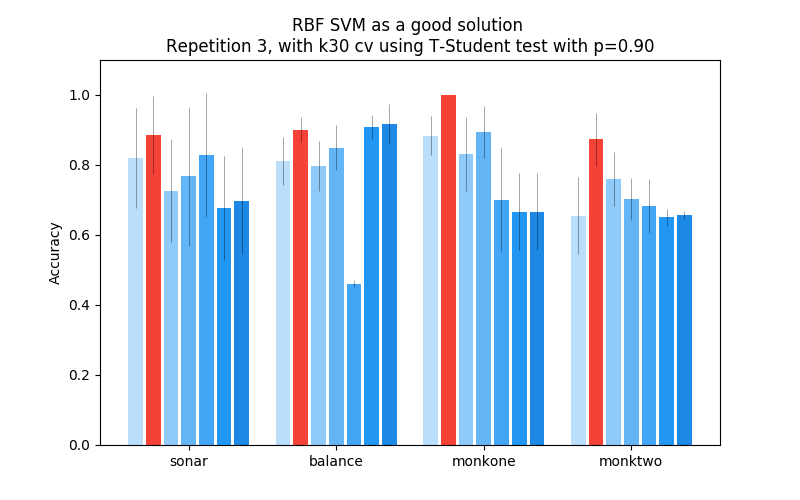 RBF SVM as a good solution
Repetition 3, with k30 cv using T-Student test with p=0.90
1.0
0.8
0.6
0.4
0.2
0.0
Accuracy
sonar
balance
monkone
monktwo